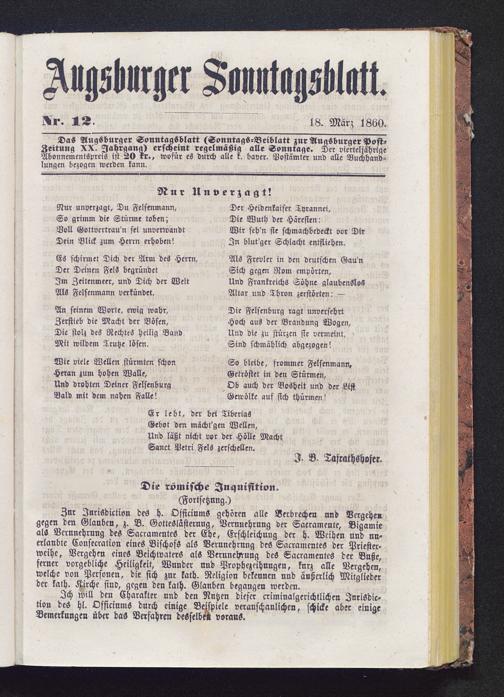 Augsburger Sonntagsblatt.
Nr. 12.
18. März 1860.
Das Augsburger Sonntagsblatt (Sonntags-Beiblatt zur Augsburger Post-
Zeitung XX. Jahrgang) erscheint regelmäßig alle Sonntage. Der vierteljährige
Abonnementspreis ist 20 kr., wofür es durch alle k. bayer. Postämter und alle Buchhand-
lungen bezogen werden kann.
Nur Unverzagt!
Nur unverzagt, Du Felsenmann,
So grimm die Stürme toben;
Voll Gottvertrau'n sei unverwandt
Dein Blick zum Herrn erhoben!
Es schirmet Dich der Arm des Herrn,
Der Deinen Fels begründet
Im Zeitenmeer, und Dich der Welt
Als Felsenmann verkündet.
An seinem Worte, ewig wahr,
Zerstieb die Macht der Bösen,
Die stolz des Rechtes heilig Band
Mit wildem Trutze lösen.
Wie viele Wellen stürmten schon
Heran zum hohen Walle,
Und drohten Deiner Felsenburg
Bald mit dem nahen Falle!
Der Heidenkaiser Tyrannei,
Die Wuth der Häresien:
Wir seh'n sie schmachbedeckt vor Dir
In blut'ger Schlacht entfliehen.
Als Frevler in den deutschen Gau'n
Sich gegen Rom empörten,
Und Frankreichs Söhne glaubenslos
Altar und Thron zerstörten: —
Die Felsenburg ragt unversehrt
Hoch aus der Brandung Wogen,
Und die zu stürzen sie vermeint,
Sind schmählich abgezogen!
So bleibe, frommer Felsenmann,
Getröstet in den Stürmen,
Ob auch der Bosheit und der List
Gewölke auf sich thürmen!
Er lebt, der bei Tiberias
Gebot den mächt'gen Wellen,
Und läßt nicht vor der Hölle Macht
Sanct Petri Fels zerschellen.
J. B. Tafrathshofer.
Die römische Inquisition.
(Fortsetzung.)
Zur Jurisdiction des h. Officiums gehören alle Verbrechen und Vergehen
gegen den Glauben, z. B. Gotteslästerung, Verunehrung der Sacramente, Bigamie
als Verunehrung des Sacramentes der Ehe, Erschleichung der h. Weihen und un-
erlaubte Consecration eines Bischofs als Verunehrung des Sacramentes der Priester-
weihe, Vergehen eines Beichtvaters als Verunehrung des Sacramentes der Buße,
ferner vorgebliche Heiligkeit, Wunder und Prophezeihungen, kurz alle Vergehen,
welche von Personen, die sich zur kath. Religion bekennen und äußerlich Mitglieder
der kath. Kirche sind, gegen den kath. Glauben begangen werden.
Ich will den Charakter und den Nutzen dieser criminalgerichtlichen Jurisdic-
tion des hl. Officiums durch einige Beispiele veranschaulichen, schicke aber einige
Bemerkungen über das Verfahren desselben voraus.